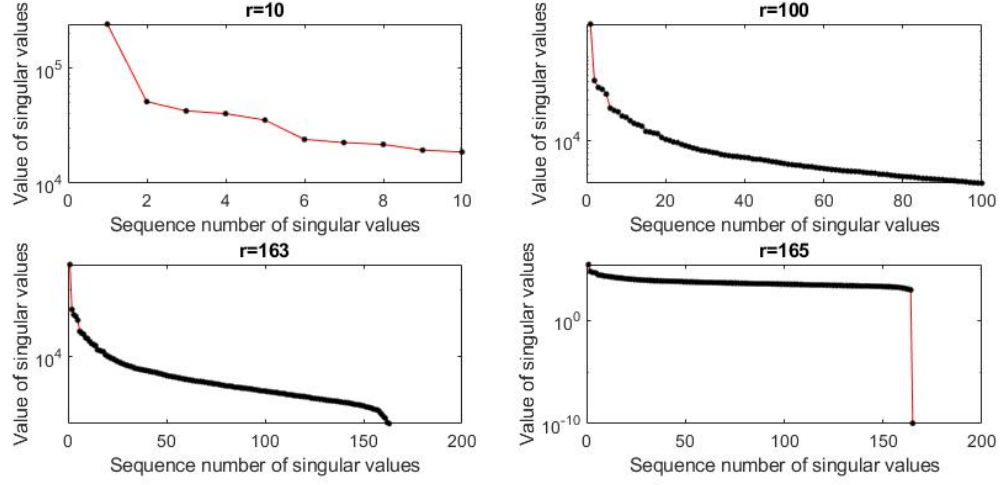 r=10
Value of singular values
10^5
10^4
0 2 4 6 8 10
Sequence number of singular values
r=100
Value of singular values
10^4
0 20 40 60 80 100
Sequence number of singular values
r=163
Value of singular values
10^4
0 50 100 150 200
Sequence number of singular values
r=165
Value of singular values
10^0
10^-10
0 50 100 150 200
Sequence number of singular values